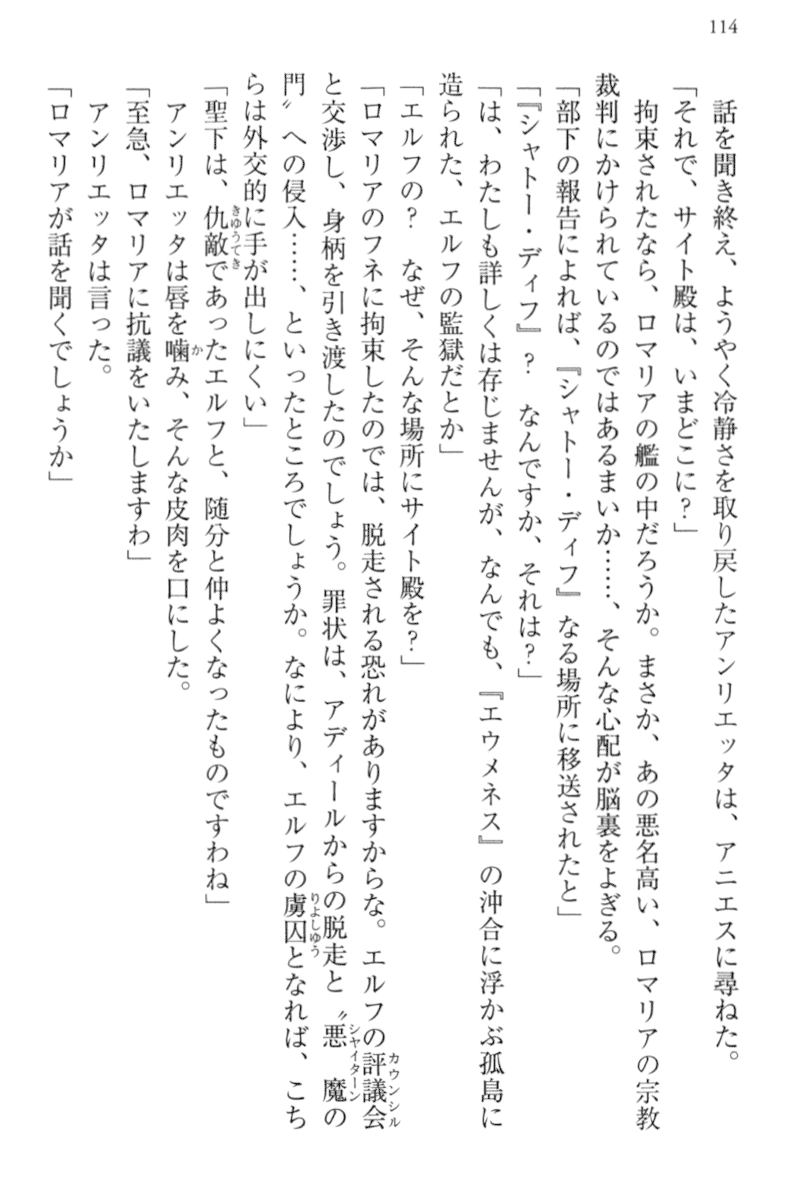 114
話を聞き終え、ようやく冷静さを取り戻したアンリエッタは、アニエスに尋ねた。
「それで、サイト殿は、いまどこに?」
拘束されたなら、ロマリアの艦の中だろうか。まさか、あの悪名高い、ロマリアの宗教
裁判にかけられているのではあるまいか……、そんな心配が脳裏をよぎる。
「部下の報告によれば、『シャトー・ディフ』なる場所に移送されたと」
「『シャトー・ディフ』? なんですか、それは?」
「は、わたしも詳しくは存じませんが、なんでも、『エウメネス』の沖合に浮かぶ孤島に
造られた、エルフの監獄だとか」
「エルフの? なぜ、そんな場所にサイト殿を?」
「ロマリアのフネに拘束したのでは、脱走される恐れがありますからな。エルフの評議会
カウンシル
と交渉し、身柄を引き渡したのでしょう。罪状は、アディールからの脱走と〝悪魔の
シャイターン
門〟への侵入……、といったところでしょうか。なにより、エルフの虜囚となれば、こち
りよしゆう
らは外交的に手が出しにくい」
「聖下は、仇敵であったエルフと、随分と仲よくなったものですわね」
きゆうてき
アンリエッタは唇を噛み、そんな皮肉を口にした。
か
「至急、ロマリアに抗議をいたしますわ」
アンリエッタは言った。
「ロマリアが話を聞くでしょうか」